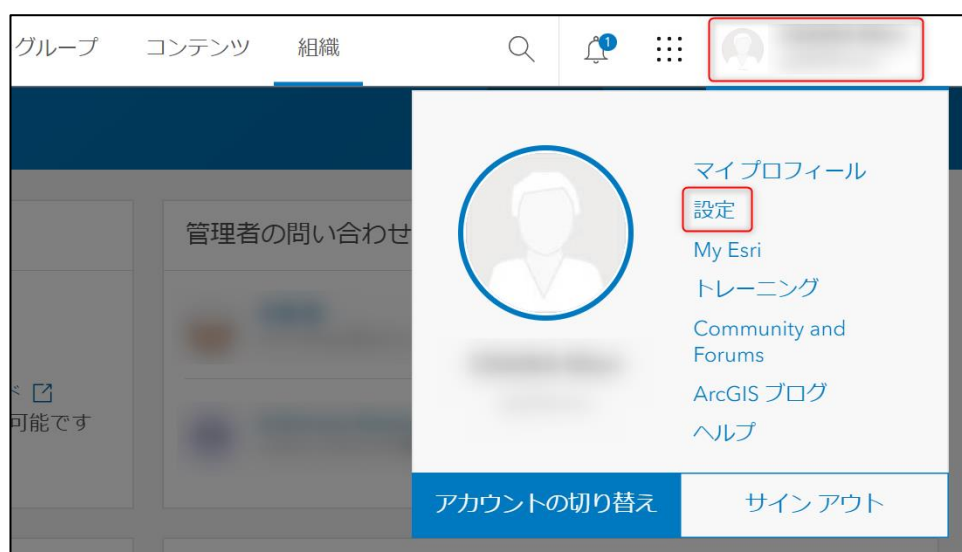 グループ コンテンツ 組織 1
マイ プロフィール
設定
管理者の問い合わせ
My Esri
トレーニング
Community and
Forums
ド
ArcGIS ブログ
可能です
ヘルプ
アカウントの切り替え サイン アウト